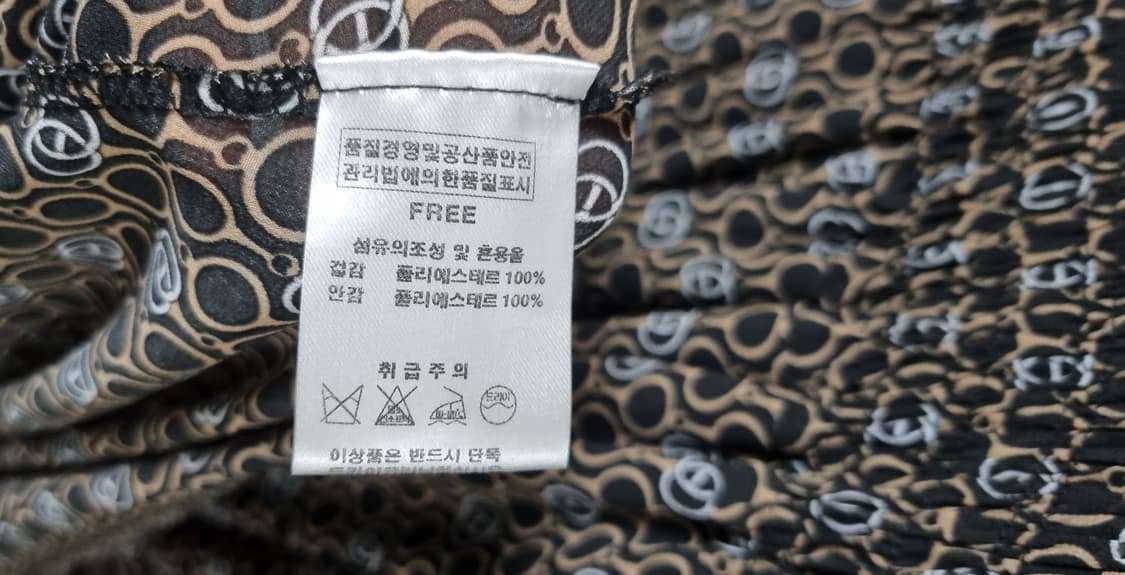 품질경영및공산품안전
관리법에의한품질표시
FREE
섬유의조성 및 혼용율
겉감 폴리에스테르 100%
안감 폴리에스테르 100%
취급주의
드라이
이상품은 반드시 단독